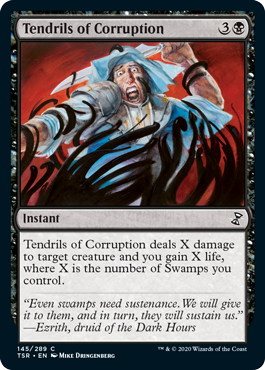 Tendrils of Corruption 3
Instant
Tendrils of Corruption deals X damage
to target creature and you gain X life,
where X is the number of Swamps you
control.
“Even swamps need sustenance. We will give
it to them, and in turn, they will sustain us.”
—Ezrith, druid of the Dark Hours
145/289 C
TSR • EN Mike Dringenberg
™ & © 2020 Wizards of the Coast